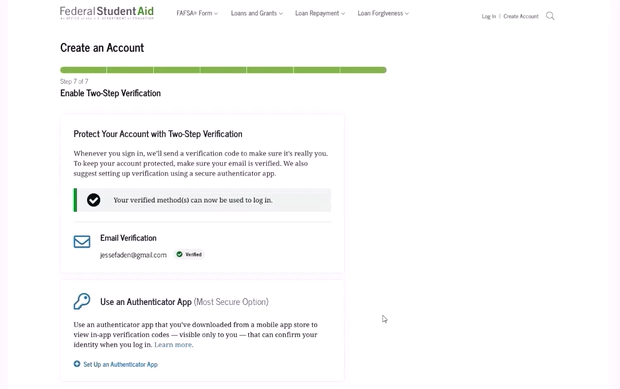 Federal Student Aid
AN OFFICE of the U.S. DEPARTMENT of EDUCATION
FAFSA® Form
Loans and Grants
Loan Repayment
Loan Forgiveness
Log In | Create Account
Create an Account
Step 7 of 7
Enable Two-Step Verification
Protect Your Account with Two-Step Verification
Whenever you sign in, we'll send a verification code to make sure it's really you.
To keep your account protected, make sure your email is verified. We also
suggest setting up verification using a secure authenticator app.
Your verified method(s) can now be used to log in.
Email Verification
jessefaden@gmail.com Verified
Use an Authenticator App (Most Secure Option)
Use an authenticator app that you've downloaded from a mobile app store to
view in-app verification codes — visible only to you — that can confirm your
identity when you log in. Learn more.
Set Up an Authenticator App